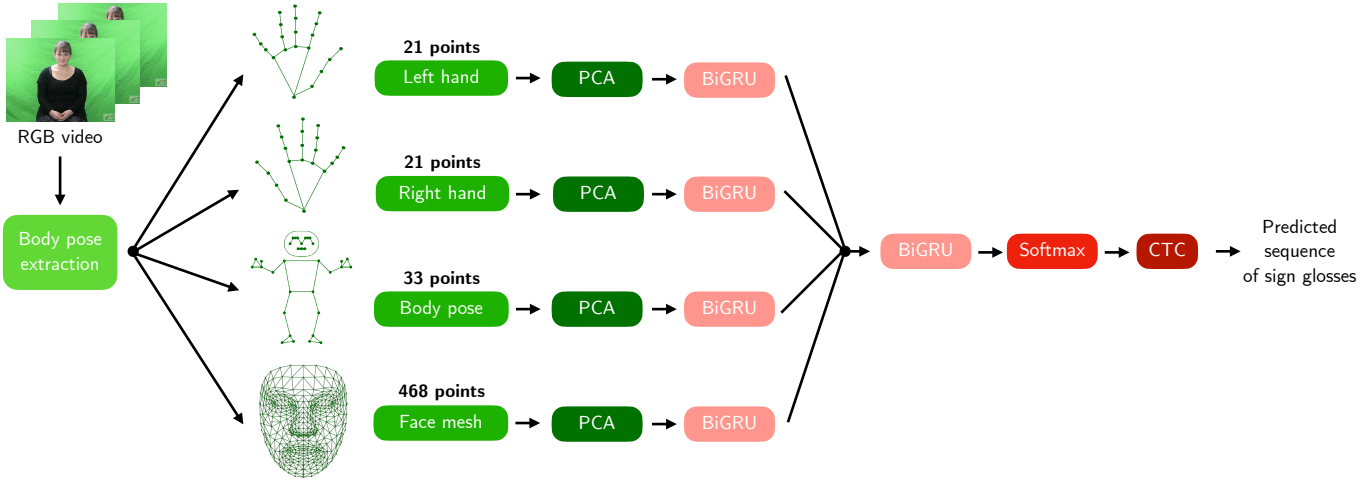 RGB video
Body pose
extraction
21 points
Left hand
PCA
BiGRU
21 points
Right hand
PCA
BiGRU
33 points
Body pose
PCA
BiGRU
468 points
Face mesh
PCA
BiGRU
BiGRU
Softmax
CTC
Predicted
sequence
of sign glosses